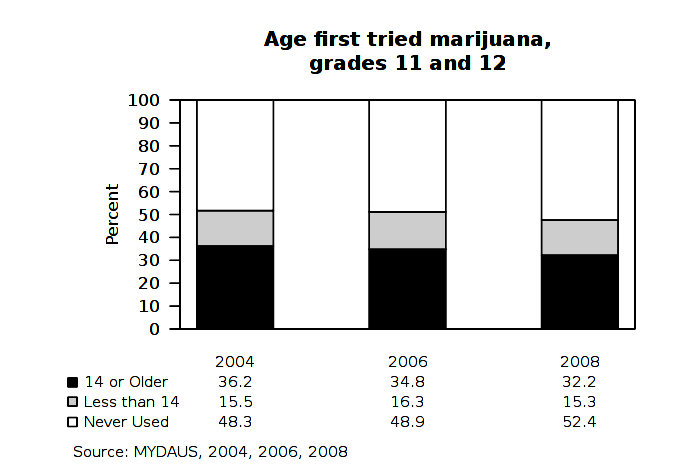 Age first tried marijuana,
grades 11 and 12
Percent
100
90
80
70
60
50
40
30
20
10
0
2004 2006 2008
14 or Older 36.2 34.8 32.2
Less than 14 15.5 16.3 15.3
Never Used 48.3 48.9 52.4
Source: MYDAUS, 2004, 2006, 2008